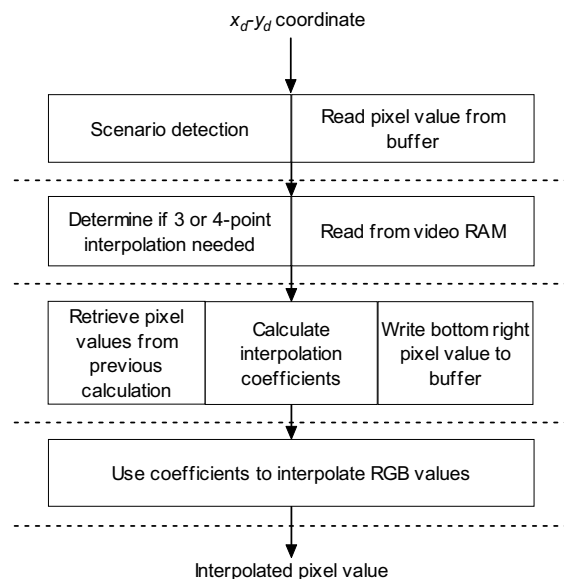 x_d-y_d coordinate
Scenario detection
Read pixel value from
buffer
Determine if 3 or 4-point
interpolation needed
Read from video RAM
Retrieve pixel
values from
previous
calculation
Calculate
interpolation
coefficients
Write bottom right
pixel value to
buffer
Use coefficients to interpolate RGB values
Interpolated pixel value